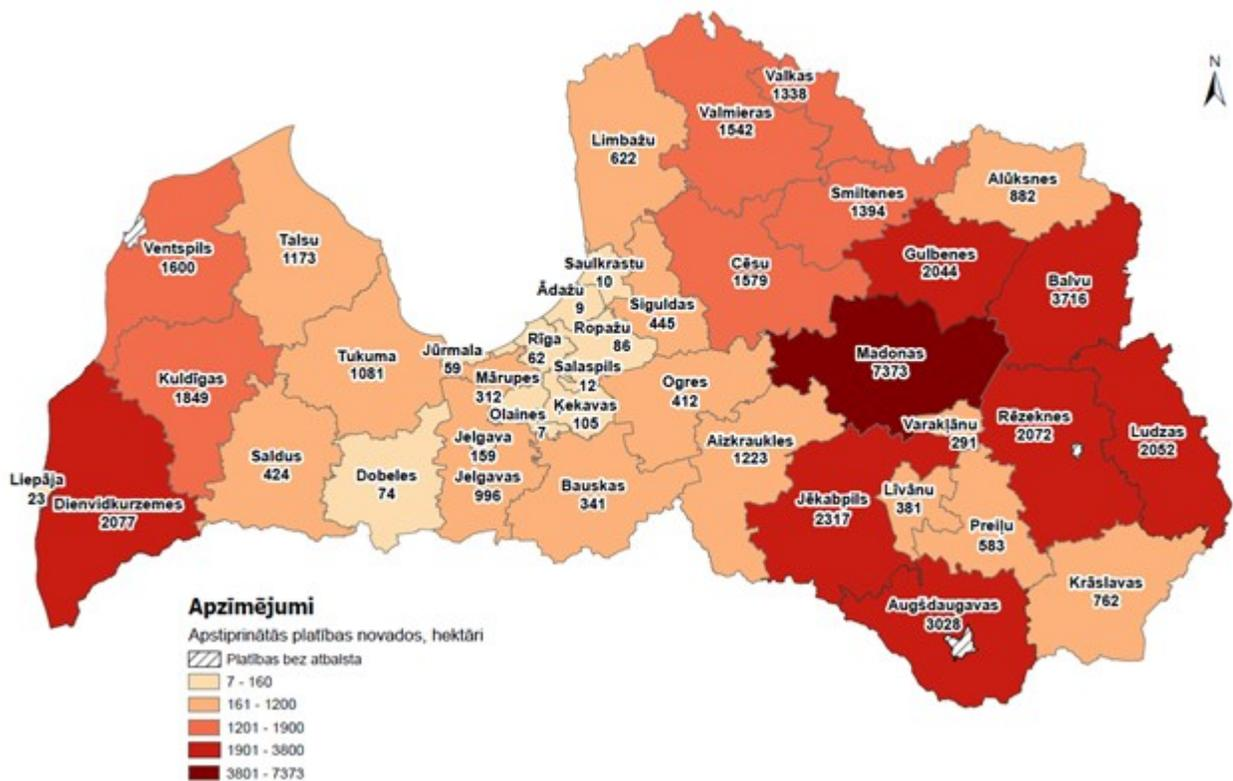 N
Valkas
1338
Valmieras
1542
Limbažu
622
Alūksnes
882
Smiltenes
1394
Ventspils
1600
Talsu
1173
Gulbenes
2044
Saulkrastu
10
Cēsu
1579
Balvu
3716
Ādažu
9
Siguldas
445
Ropažu
86
Rīga
62
Jūrmala
59
Tukuma
1081
Madonas
7373
Salaspils
12
Mārupes
312
Ogres
412
Kuldīgas
1849
Ķekavas
105
Olaines
7
Varakļānu
291
Rēzeknes
2072
Ludzas
2052
Jelgava
159
Aizkraukles
1223
Saldus
424
Dobeles
74
Jelgavas
996
Bauskas
341
Liepāja
23
Dienvidkurzemes
2077
Jēkabpils
2317
Līvānu
381
Preiļu
583
Krāslavas
762
Augšdaugavas
3028
Apzīmējumi
Apstiprinātās platības novados, hektāri
Platības bez atbalsta
7 - 160
161 - 1200
1201 - 1900
1901 - 3800
3801 - 7373